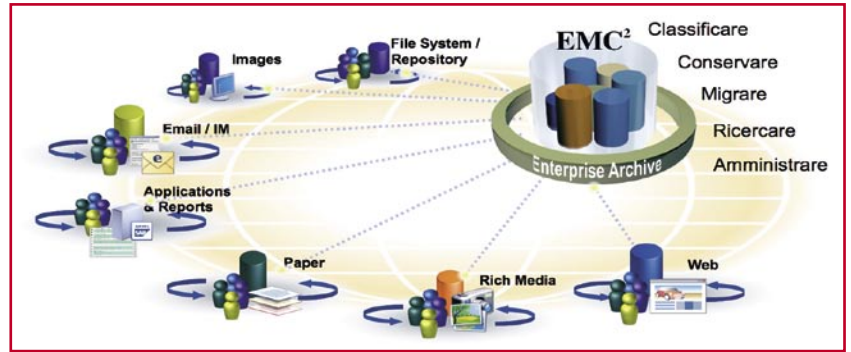 Images
File System /
Repository
EMC²
Classificare
Conservare
Migrare
Ricercare
Amministrare
Enterprise Archive
Email / IM
e
Applications
& Reports
Paper
Rich Media
Web